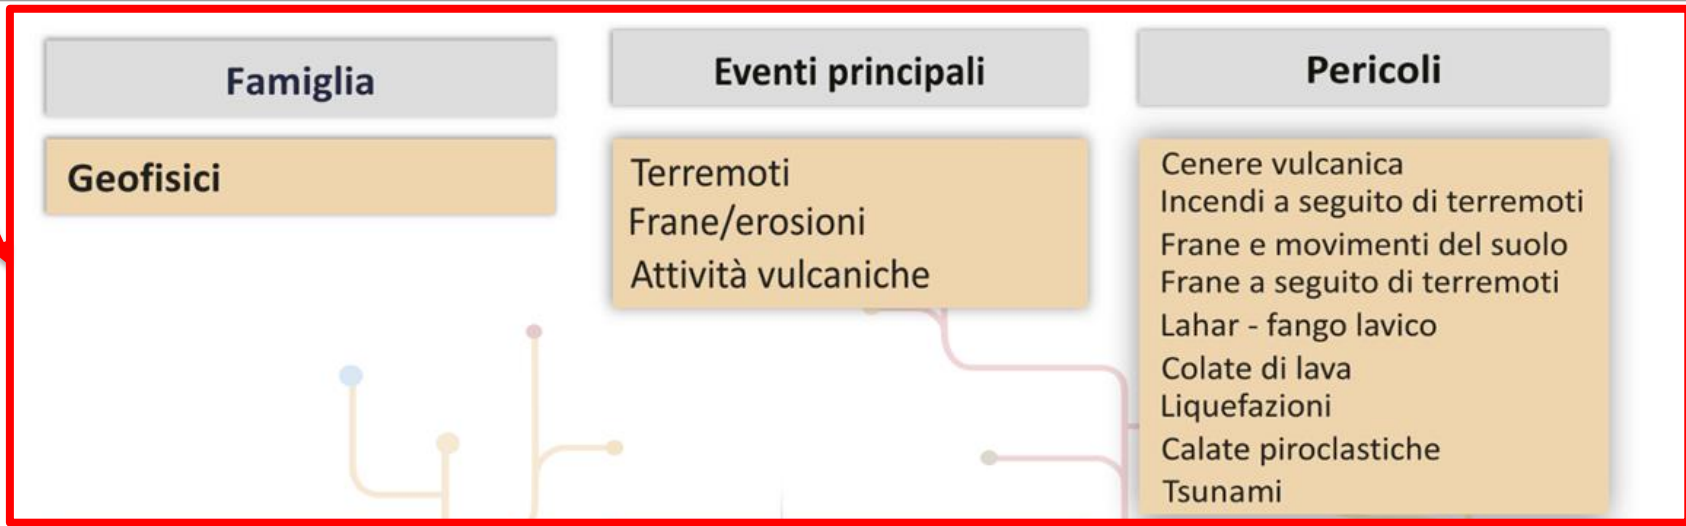 Famiglia
Eventi principali
Pericoli
Geofisici
Terremoti
Frane/erosioni
Attività vulcaniche
Cenere vulcanica
Incendi a seguito di terremoti
Frane e movimenti del suolo
Frane a seguito di terremoti
Lahar - fango lavico
Colate di lava
Liquefazioni
Calate piroclastiche
Tsunami